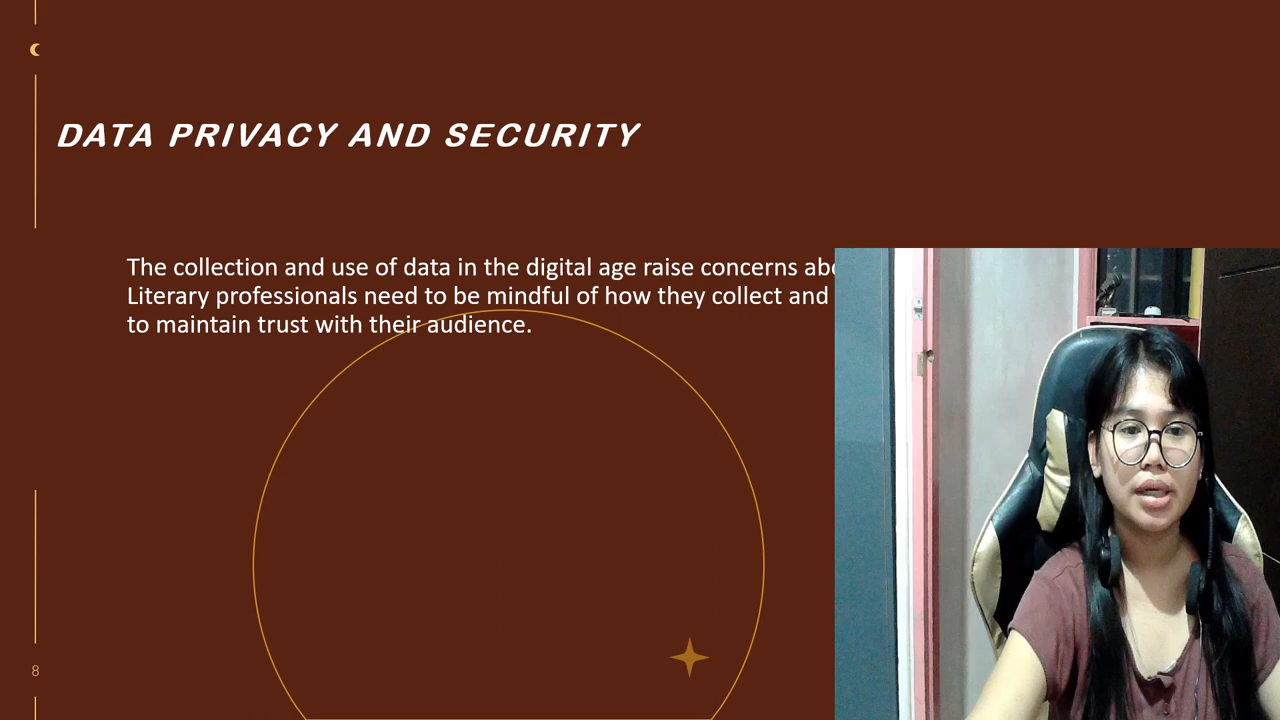 DATA PRIVACY AND SECURITY
The collection and use of data in the digital age raise concerns
Literary professionals need to be mindful of how they collect and
to maintain trust with their audience.
8